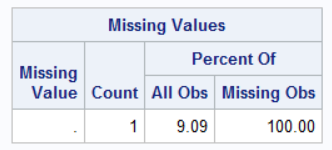 Missing Values
Missing Value Count Percent Of
All Obs Missing Obs
. 1 9.09 100.00